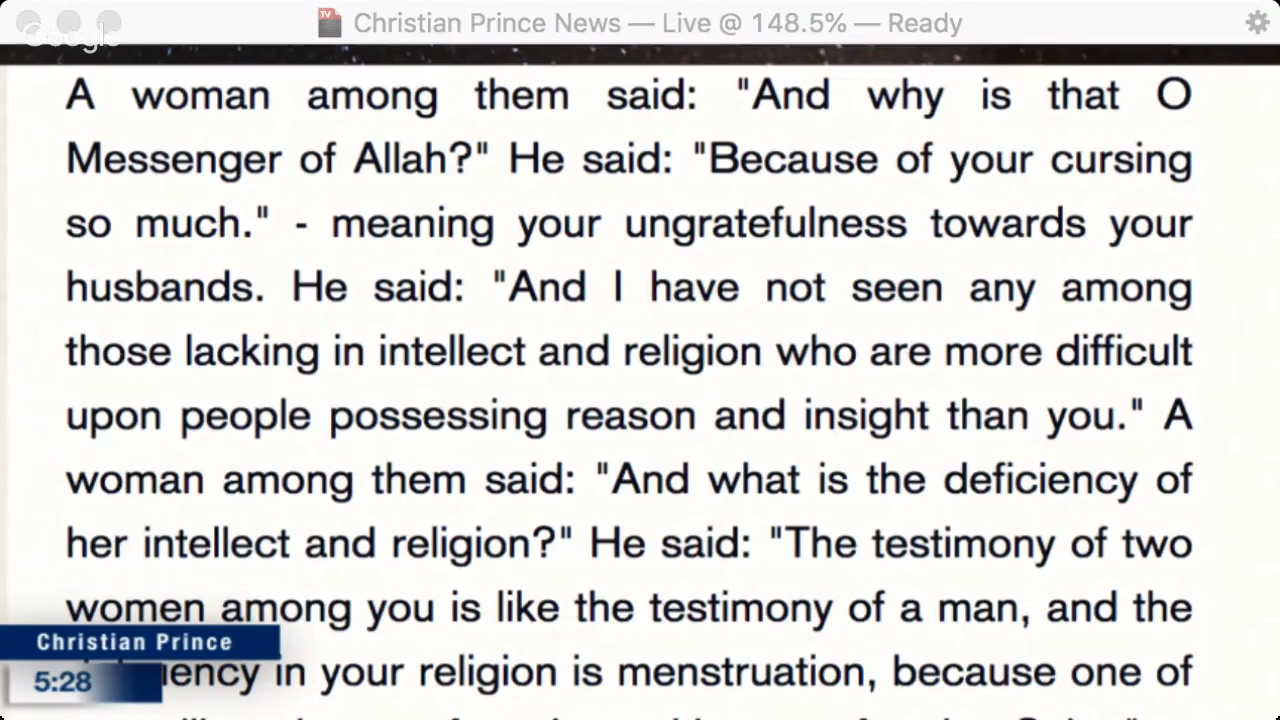 Christian Prince News — Live @ 148.5% — Ready
Google
A woman among them said: "And why is that O
Messenger of Allah?" He said: "Because of your cursing
so much." - meaning your ungratefulness towards your
husbands. He said: "And I have not seen any among
those lacking in intellect and religion who are more difficult
upon people possessing reason and insight than you." A
woman among them said: "And what is the deficiency of
her intellect and religion?" He said: "The testimony of two
women among you is like the testimony of a man, and the
in your religion is menstruation, because one of
Christian Prince
5:28